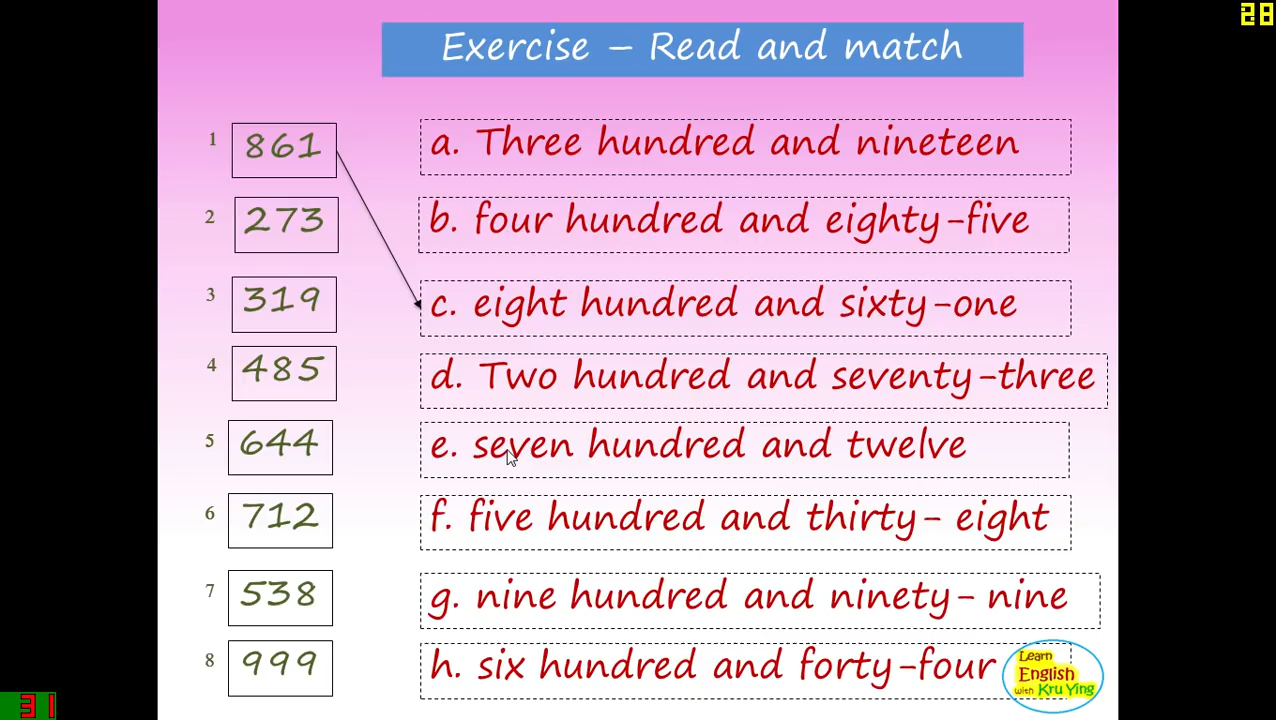 28
Exercise – Read and match
1 861 a. Three hundred and nineteen
2 273 b. four hundred and eighty-five
3 319 c. eight hundred and sixty-one
4 485 d. Two hundred and seventy-three
5 644 e. seven hundred and twelve
6 712 f. five hundred and thirty- eight
7 538 g. nine hundred and ninety- nine
8 999 h. six hundred and forty-four
Learn
English
with Kru Ying
31